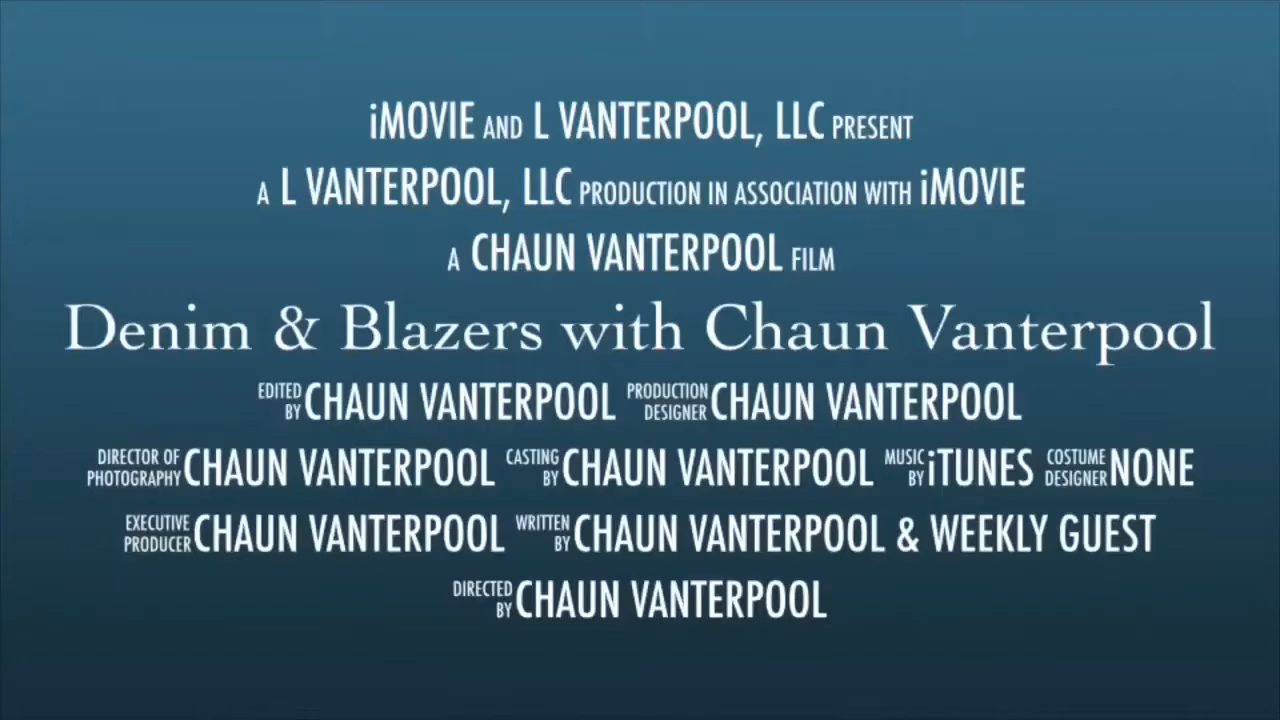 iMOVIE AND L VANTERPOOL, LLC PRESENT
A L VANTERPOOL, LLC PRODUCTION IN ASSOCIATION WITH iMOVIE
A CHAUN VANTERPOOL FILM
Denim & Blazers with Chaun Vanterpool
EDITED BY CHAUN VANTERPOOL PRODUCTION DESIGNER CHAUN VANTERPOOL
DIRECTOR OF PHOTOGRAPHY CHAUN VANTERPOOL CASTING BY CHAUN VANTERPOOL MUSIC BY iTUNES COSTUME DESIGNER NONE
EXECUTIVE PRODUCER CHAUN VANTERPOOL WRITTEN BY CHAUN VANTERPOOL & WEEKLY GUEST
DIRECTED BY CHAUN VANTERPOOL